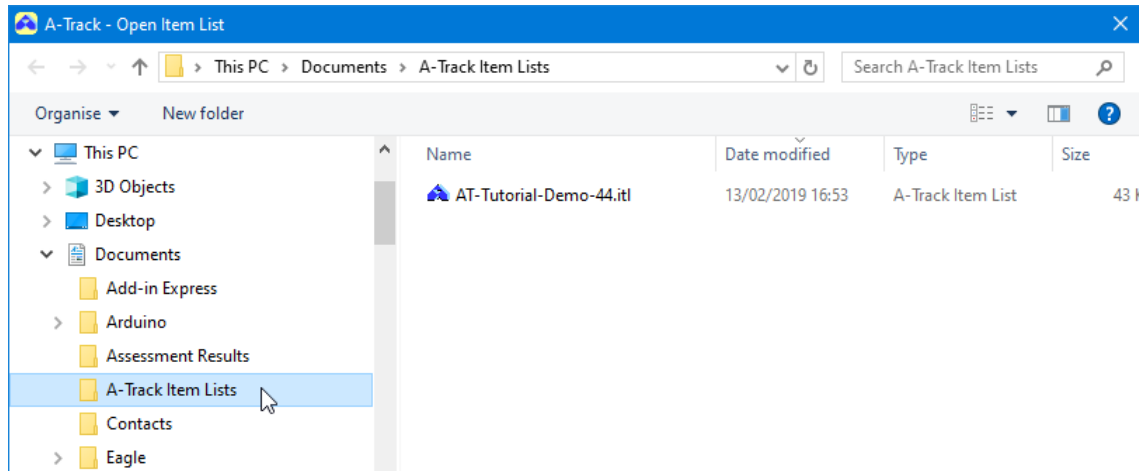 A-Track - Open Item List
This PC > Documents > A-Track Item Lists
Search A-Track Item Lists
Organise
New folder
This PC
3D Objects
Desktop
Documents
Add-in Express
Arduino
Assessment Results
A-Track Item Lists
Contacts
Eagle
Name Date modified Type Size
AT-Tutorial-Demo-44.itl 13/02/2019 16:53 A-Track Item List 43